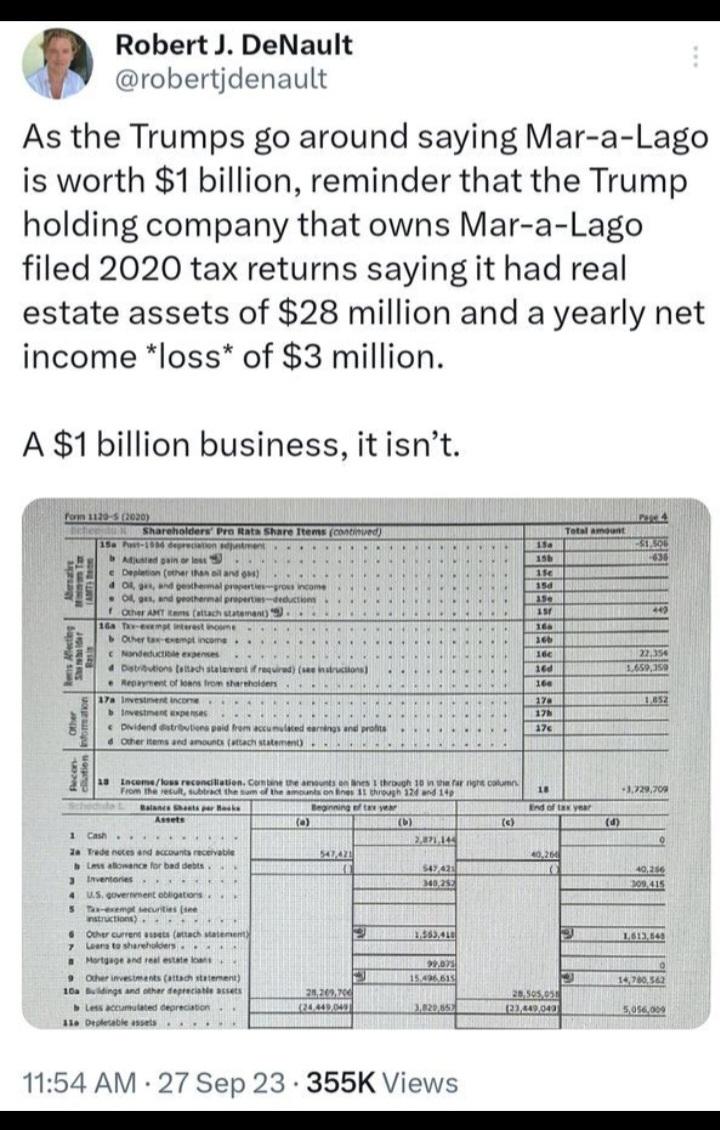 Robert J. DeNault
@robertjdenault
As the Trumps go around saying Mar-a-Lago
is worth $1 billion, reminder that the Trump
holding company that owns Mar-a-Lago
filed 2020 tax returns saying it had real
estate assets of $28 million and a yearly net
income *loss* of $3 million.
A $1 billion business, it isn't.
Form 1120-S (2020) Page 4
Shareholders' Pro Rata Share Items (continued) Total amount
15a Post-1986 depreciation adjustment 15a -51,506
b Adjusted gain or loss 15b -636
c Depletion (other than oil and gas) 15c
d Oil, gas, and geothermal properties—gross income 15d
e Oil, gas, and geothermal properties—deductions 15e
f Other AMT items (attach statement) 15f 449
16a Tax-exempt interest income 16a
b Other tax-exempt income 16b
c Nondeductible expenses 16c 22,354
d Distributions (attach statement if required) (see instructions) 16d 1,659,359
e Repayment of loans from shareholders 16e
17a Investment income 17a 1,852
b Investment expenses 17b
c Dividend distributions paid from accumulated earnings and profits 17c
d Other items and amounts (attach statement)
18 Income/loss reconciliation. Combine the amounts on lines 1 through 10 in the far right column.
From the result, subtract the sum of the amounts on lines 11 through 12d and 14p 18 -3,729,709
Schedule L Balance Sheets per Books Beginning of tax year End of tax year
Assets (a) (b) (c) (d)
1 Cash 2,871,144 0
2a Trade notes and accounts receivable 547,421 40,266
b Less allowance for bad debts ( ) 547,421 ( ) 40,266
3 Inventories 340,252 309,415
4 U.S. government obligations
5 Tax-exempt securities (see
instructions)
6 Other current assets (attach statement) 1,563,418 1,613,648
7 Loans to shareholders
8 Mortgage and real estate loans 99,075 0
9 Other investments (attach statement) 15,496,615 14,780,562
10a Buildings and other depreciable assets 28,269,706 28,505,058
b Less accumulated depreciation (24,449,049) 3,820,657 (23,449,049) 5,056,009
11a Depletable assets
11:54 AM · 27 Sep 23 · 355K Views